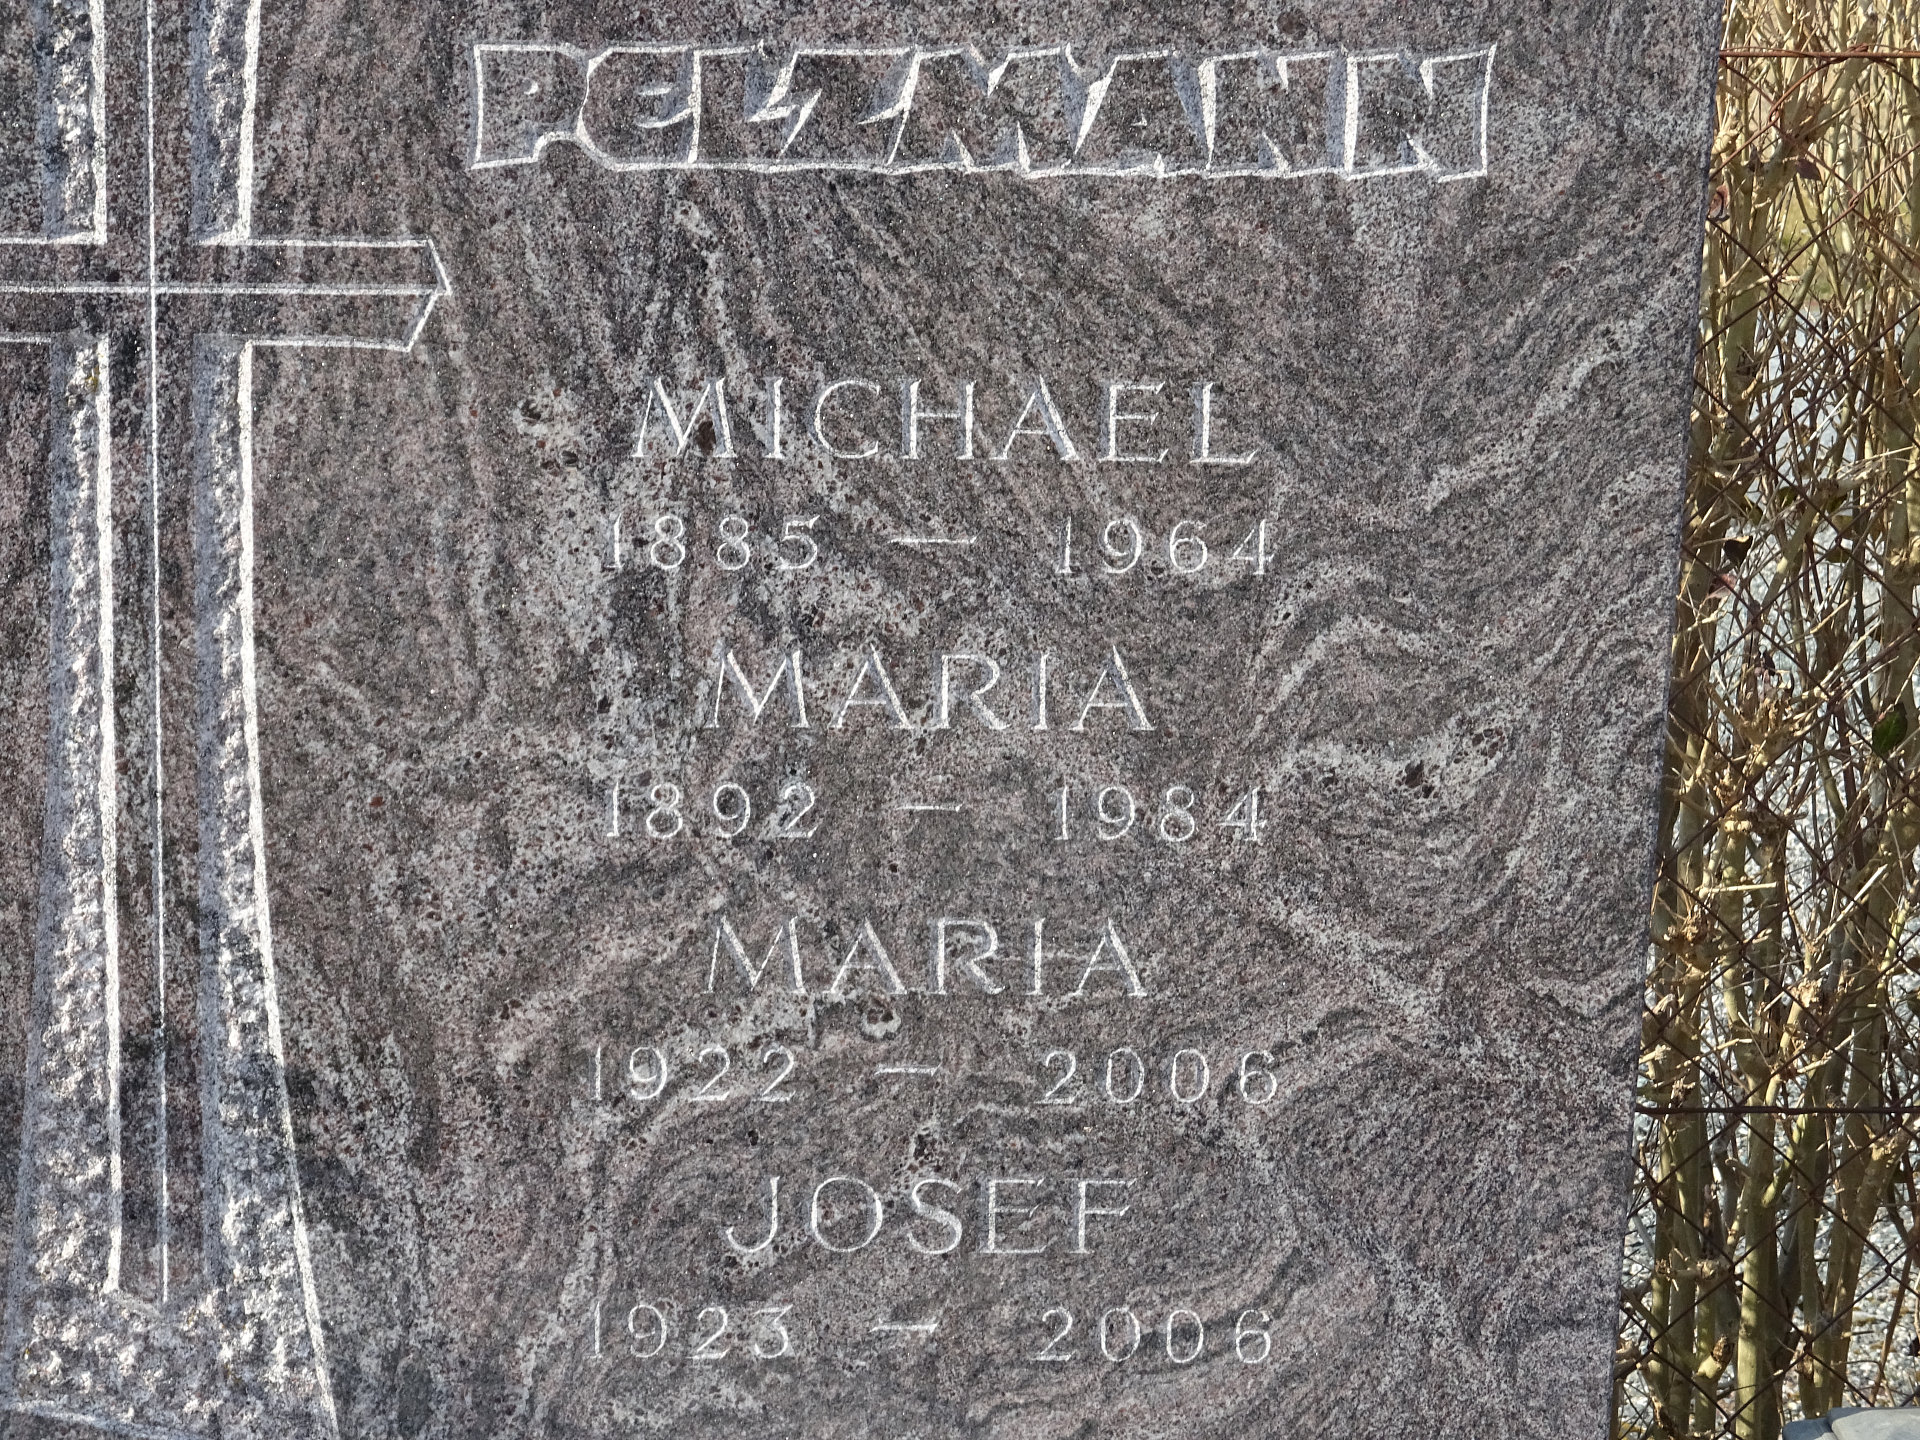 PELZMANN
MICHAEL
1885 — 1964
MARIA
1892 — 1984
MARIA
1922 — 2006
JOSEF
1923 — 2006